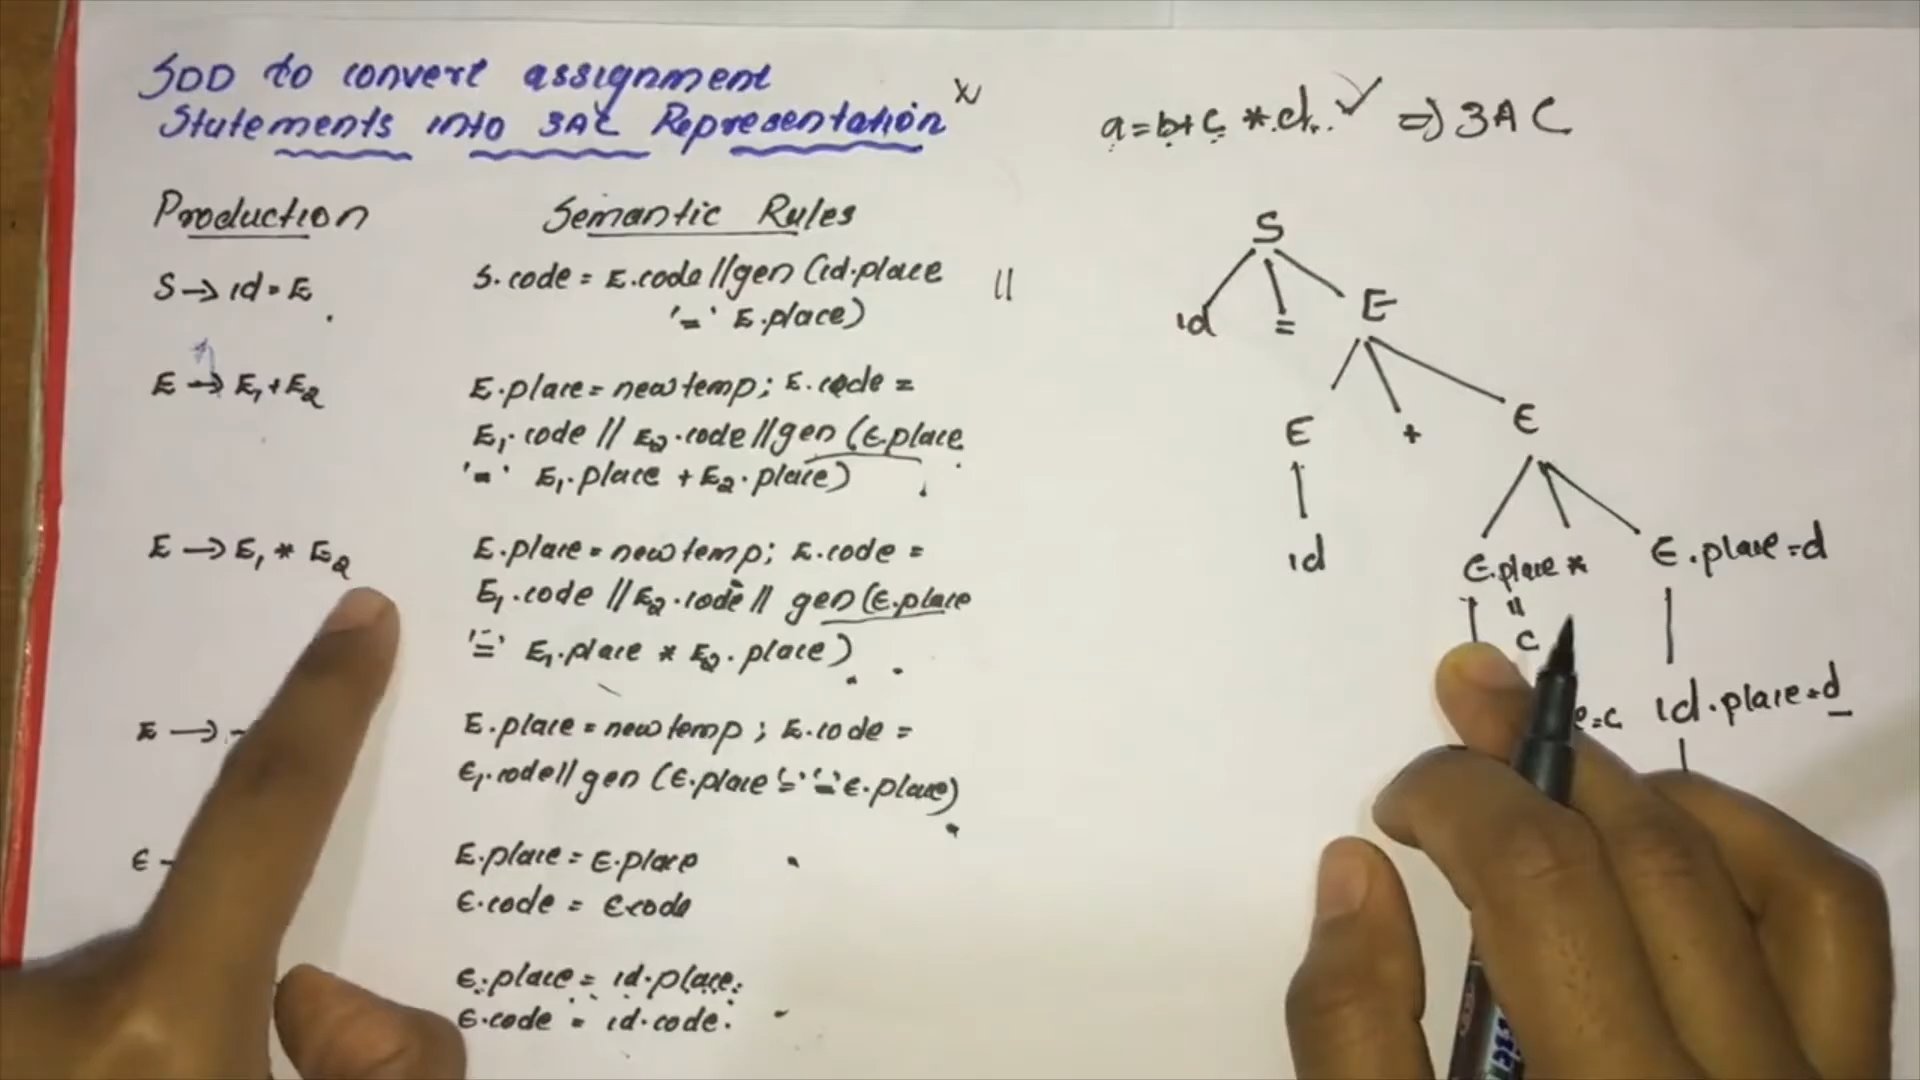 SDD to convert assignment
Statements into 3AC Representation
Production
Semantic Rules
S → id = E
S.code = E.code // gen (id.place
'=' E.place)
E → E1 + E2
E.place = newtemp; E.code =
E1.code // E2.code // gen (E.place
'=' E1.place + E2.place)
E → E1 * E2
E.place = newtemp; E.code =
E1.code // E2.code // gen (E.place
'=' E1.place * E2.place)
E → -
E.place = newtemp; E.code =
E1.code // gen (E.place '=' '-' E.place)
E -
E.place = E.place
E.code = E.code
E.place = id.place
E.code = id.code.
a = b + c * d. ✓ ⇒ 3AC
S
id = E
E + E
id
E.place * E.place = d
=
c
e = c id.place = d